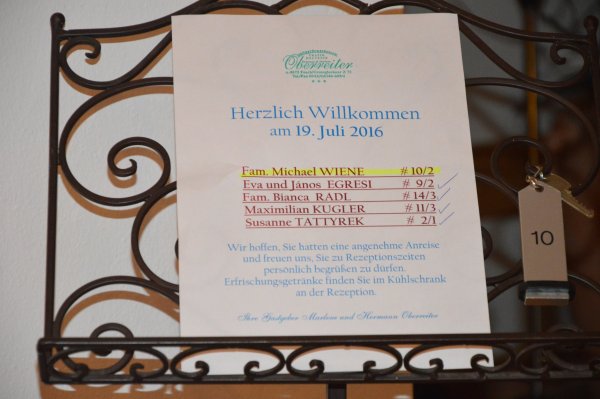 Oberreiter
Herzlich Willkommen
am 19. Juli 2016
Fam. Michael WIENE # 10/2
Eva und János EGRESI # 9/2
Fam. Bianca RADL # 14/3
Maximilian KUGLER # 11/3
Susanne TATTYREK # 2/1
Wir hoffen, Sie hatten eine angenehme Anreise
und freuen uns, Sie zu Rezeptionszeiten
persönlich begrüßen zu dürfen.
Erfrischungsgetränke finden Sie im Kühlschrank
an der Rezeption.
Ihre Gastgeber Marlene und Hermann Oberreiter
10